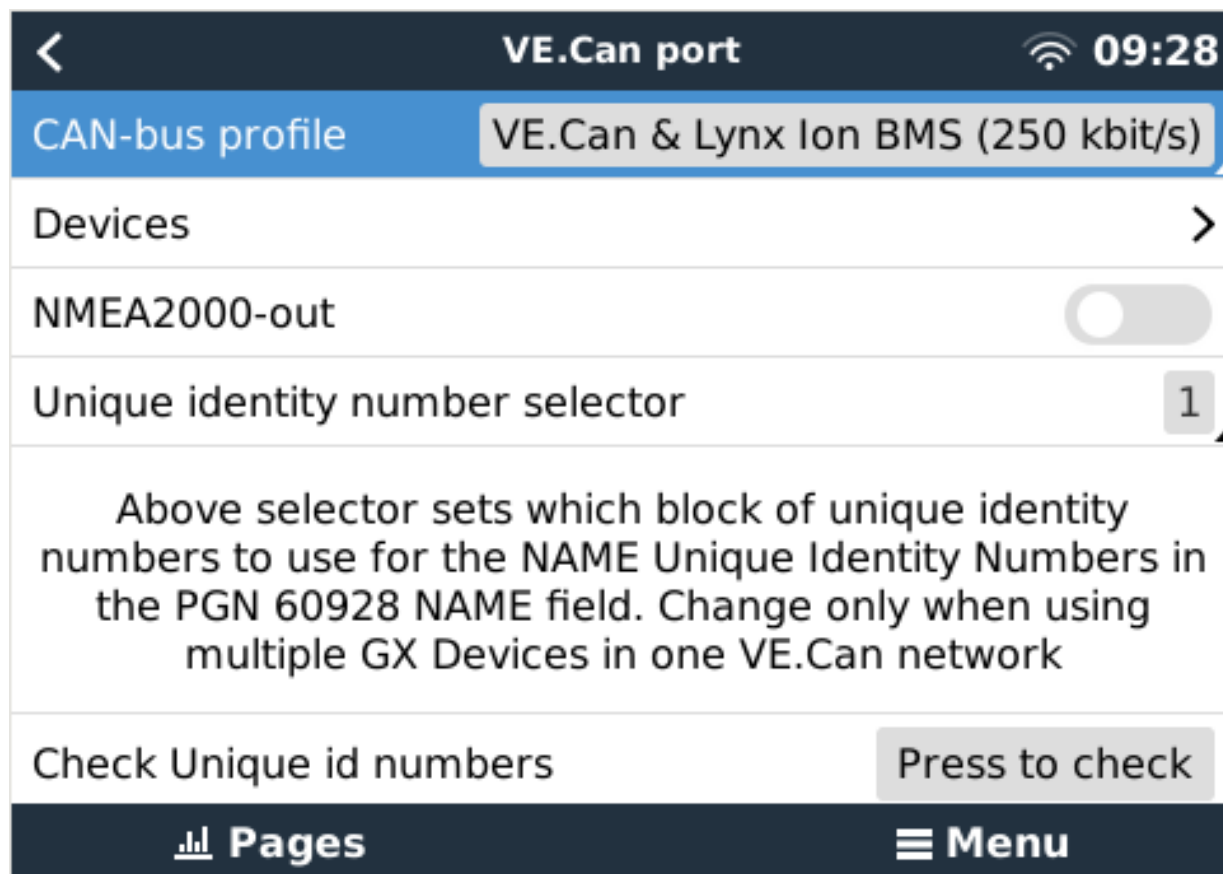 VE.Can port
09:28
CAN-bus profile
VE.Can & Lynx Ion BMS (250 kbit/s)
Devices
NMEA2000-out
Unique identity number selector
1
Above selector sets which block of unique identity
numbers to use for the NAME Unique Identity Numbers in
the PGN 60928 NAME field. Change only when using
multiple GX Devices in one VE.Can network
Check Unique id numbers
Press to check
Pages
Menu